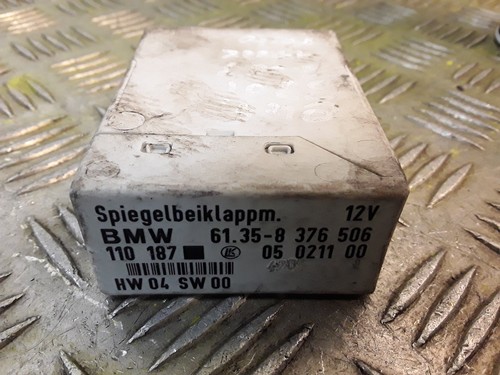 Spiegelbeiklappm. 12V
BMW 61.35-8 376 506
110 187 05 0211 00
HW 04 SW 00